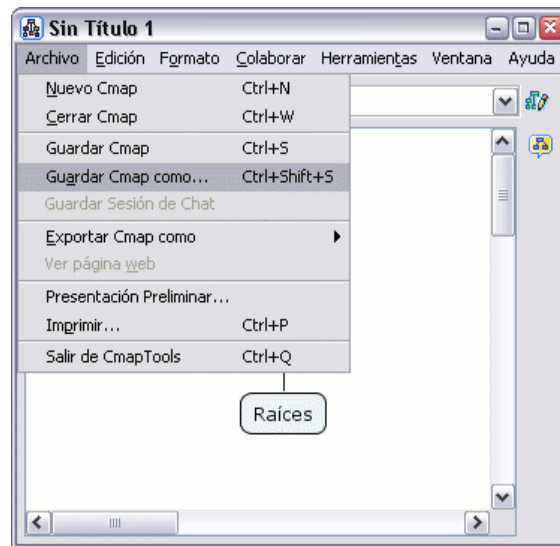 Sin Título 1
Archivo Edición Formato Colaborar Herramientas Ventana Ayuda
Nuevo Cmap Ctrl+N
Cerrar Cmap Ctrl+W
Guardar Cmap Ctrl+S
Guardar Cmap como... Ctrl+Shift+S
Guardar Sesión de Chat
Exportar Cmap como
Ver página web
Presentación Preliminar...
Imprimir... Ctrl+P
Salir de CmapTools Ctrl+Q
Raíces